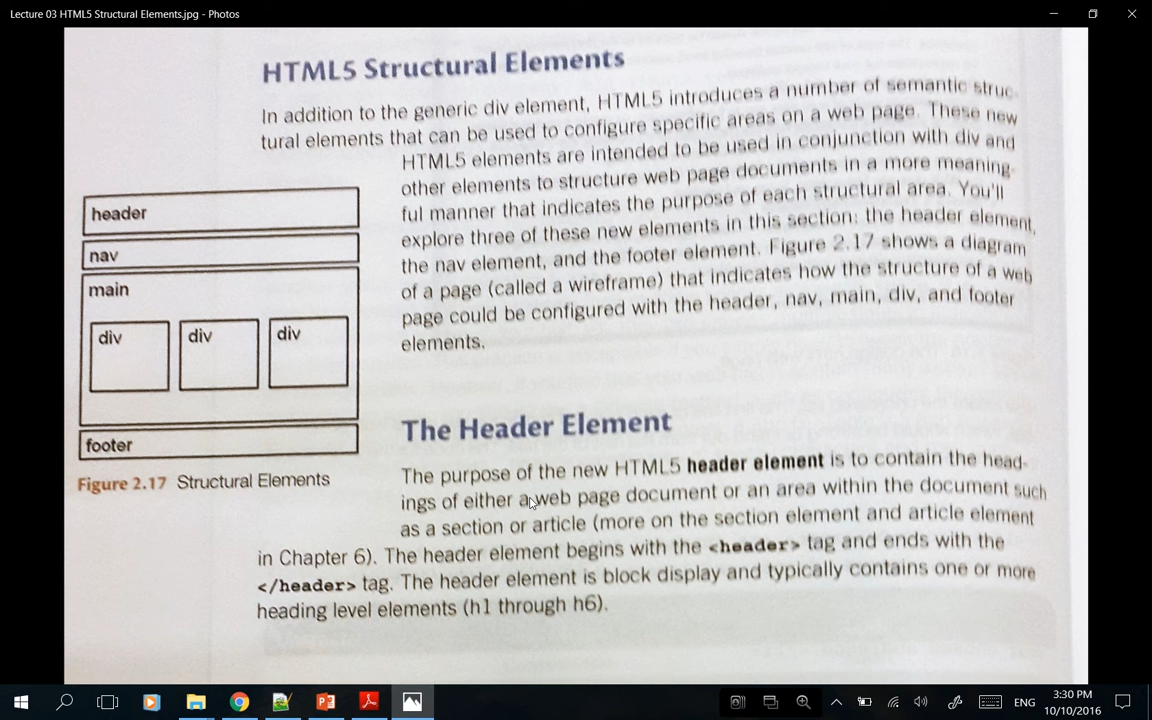 Lecture 03 HTML5 Structural Elements.jpg - Photos
HTML5 Structural Elements
In addition to the generic div element, HTML5 introduces a number of semantic struc-
tural elements that can be used to configure specific areas on a web page. These new
HTML5 elements are intended to be used in conjunction with div and
other elements to structure web page documents in a more meaning-
ful manner that indicates the purpose of each structural area. You'll
explore three of these new elements in this section: the header element,
the nav element, and the footer element. Figure 2.17 shows a diagram
of a page (called a wireframe) that indicates how the structure of a web
page could be configured with the header, nav, main, div, and footer
elements.
header
nav
main
div div div
footer
Figure 2.17 Structural Elements
The Header Element
The purpose of the new HTML5 header element is to contain the head-
ings of either a web page document or an area within the document such
as a section or article (more on the section element and article element
in Chapter 6). The header element begins with the <header> tag and ends with the
</header> tag. The header element is block display and typically contains one or more
heading level elements (h1 through h6).
ENG
3:30 PM
10/10/2016